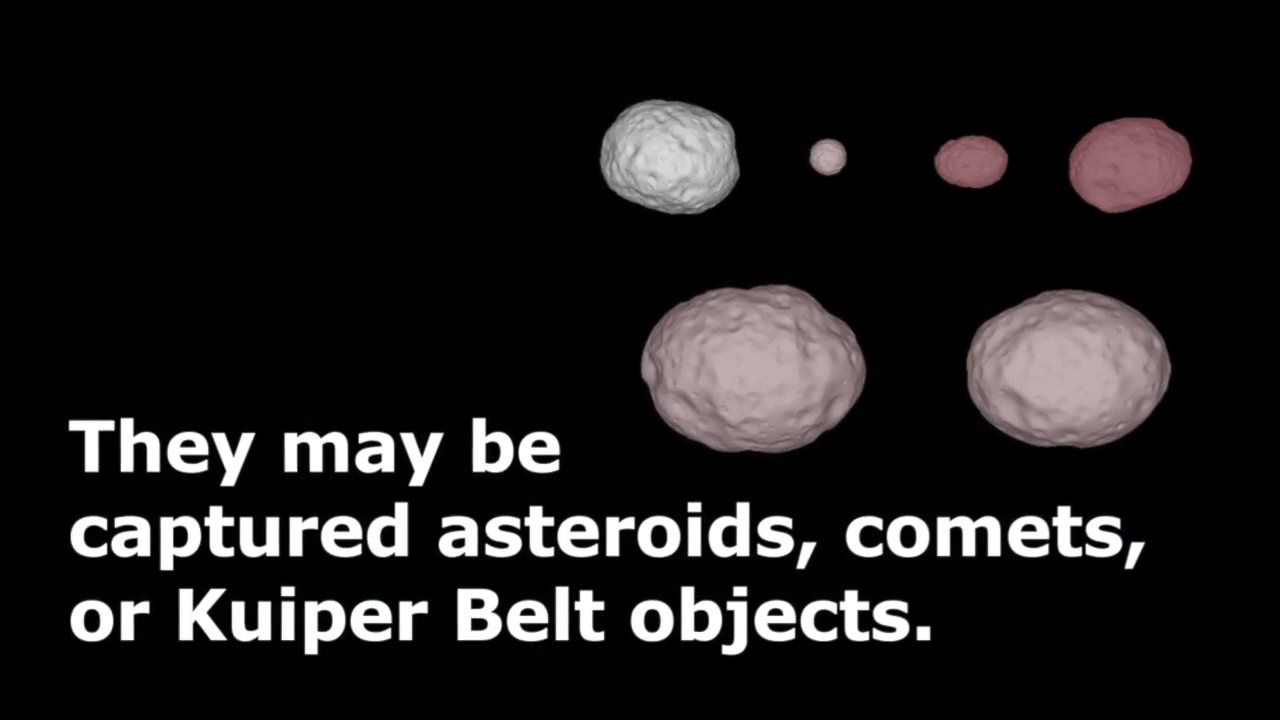 They may be
captured asteroids, comets,
or Kuiper Belt objects.